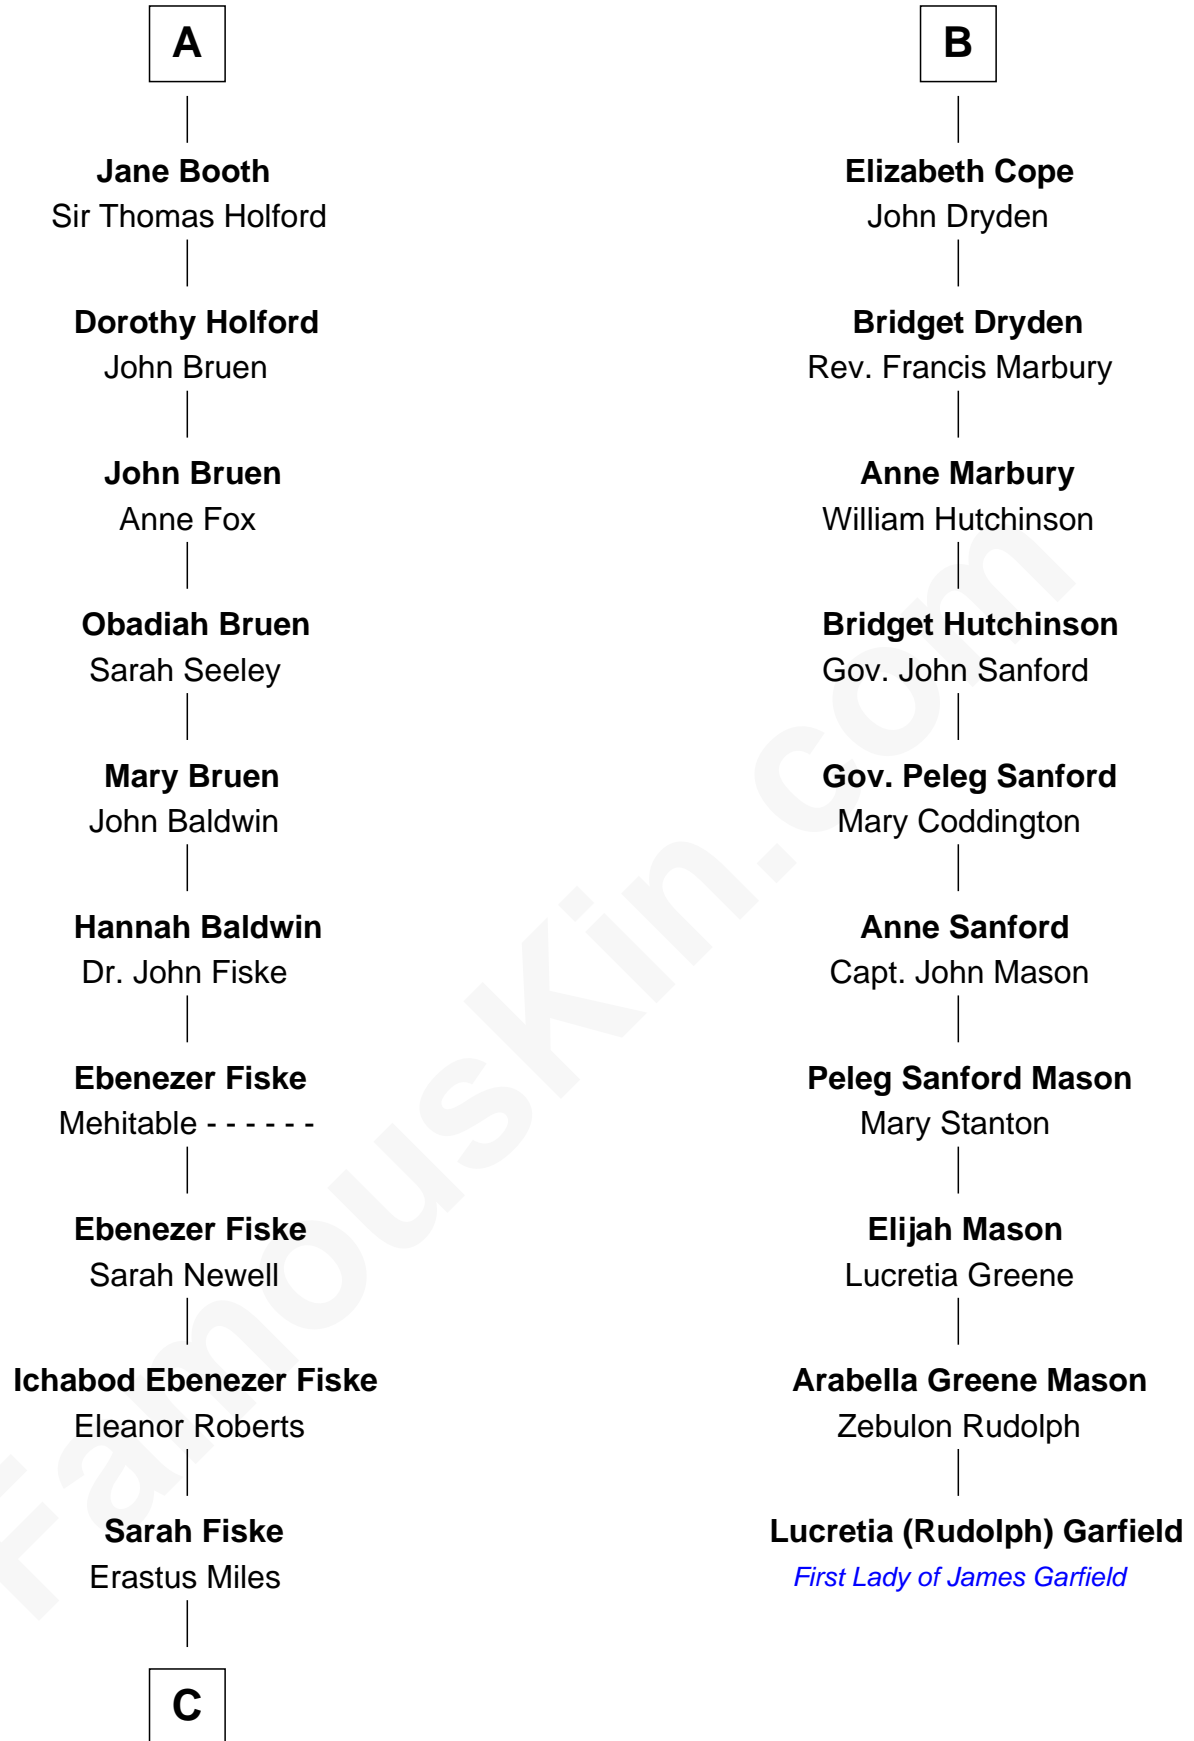 A
Jane Booth
Sir Thomas Holford
Dorothy Holford
John Bruen
John Bruen
Anne Fox
Obadiah Bruen
Sarah Seeley
Mary Bruen
John Baldwin
Hannah Baldwin
Dr. John Fiske
Ebenezer Fiske
Mehitable - - - - - -
Ebenezer Fiske
Sarah Newell
Ichabod Ebenezer Fiske
Eleanor Roberts
Sarah Fiske
Erastus Miles
C
B
Elizabeth Cope
John Dryden
Bridget Dryden
Rev. Francis Marbury
Anne Marbury
William Hutchinson
Bridget Hutchinson
Gov. John Sanford
Gov. Peleg Sanford
Mary Coddington
Anne Sanford
Capt. John Mason
Peleg Sanford Mason
Mary Stanton
Elijah Mason
Lucretia Greene
Arabella Greene Mason
Zebulon Rudolph
Lucretia (Rudolph) Garfield
First Lady of James Garfield
FamousKin.com